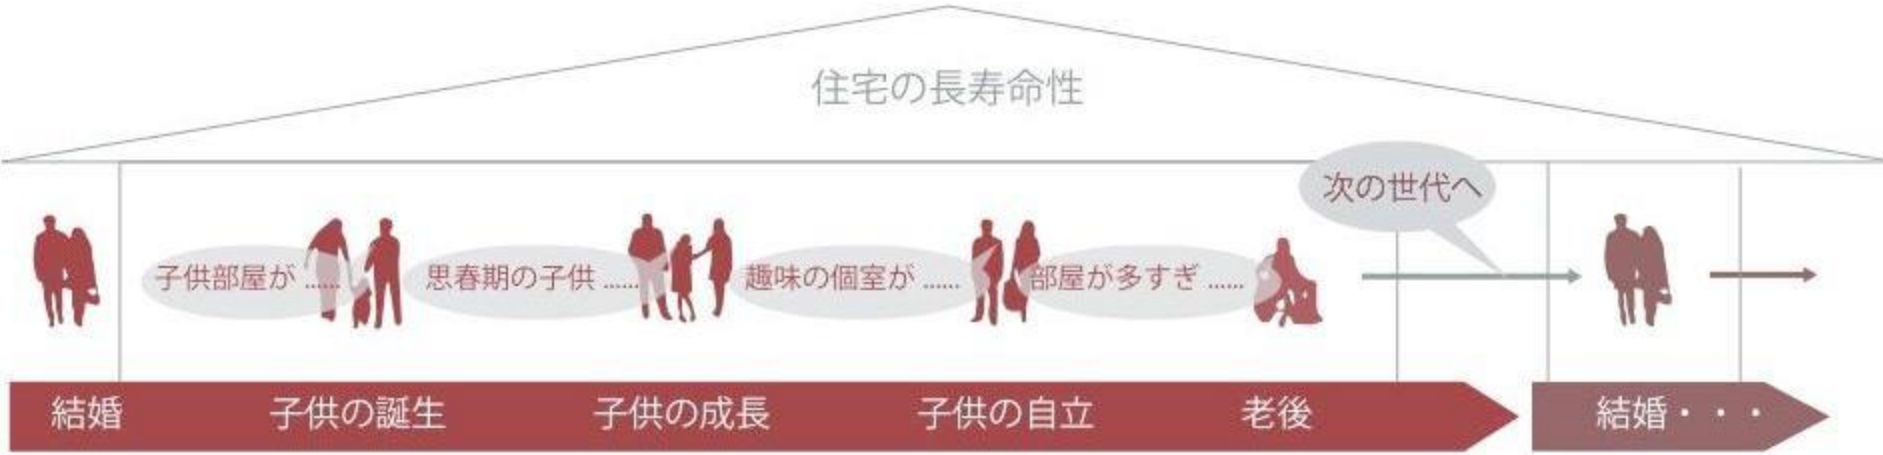 住宅の長寿命性
次の世代へ
子供部屋が ......
思春期の子供 ......
趣味の個室が ......
部屋が多すぎ ......
結婚
子供の誕生
子供の成長
子供の自立
老後
結婚・・・